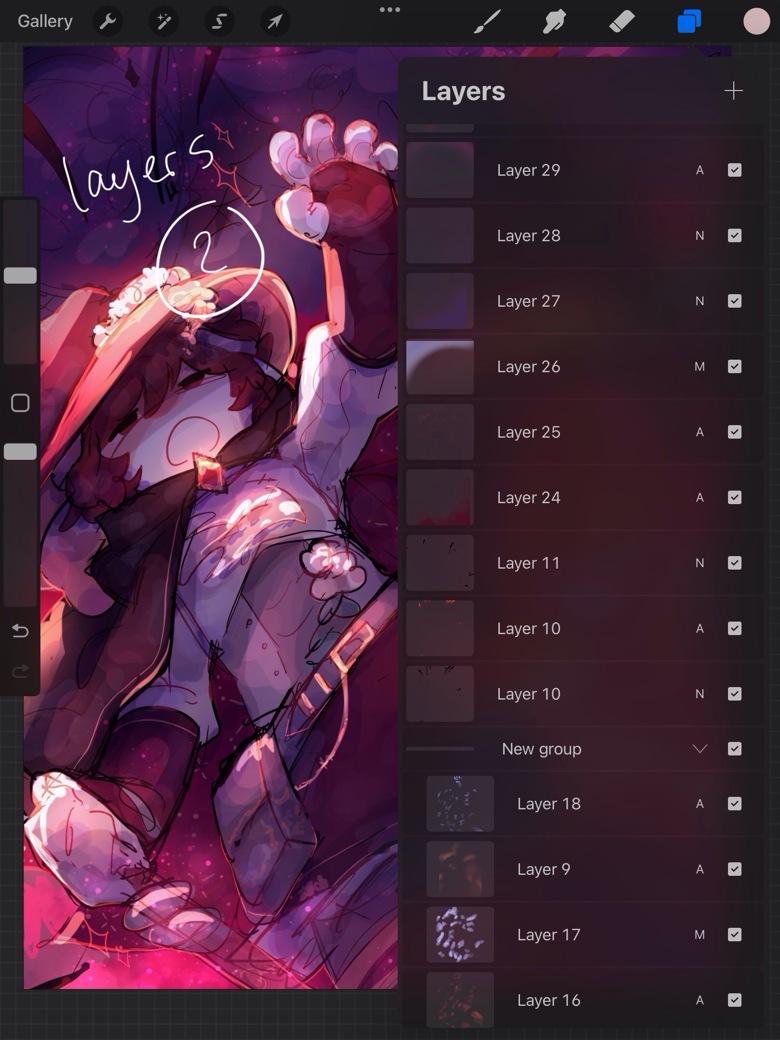 Gallery
Layers
layers
2
Layer 29 A
Layer 28 N
Layer 27 N
Layer 26 M
Layer 25 A
Layer 24 A
Layer 11 N
Layer 10 A
Layer 10 N
New group
Layer 18 A
Layer 9 A
Layer 17 M
Layer 16 A